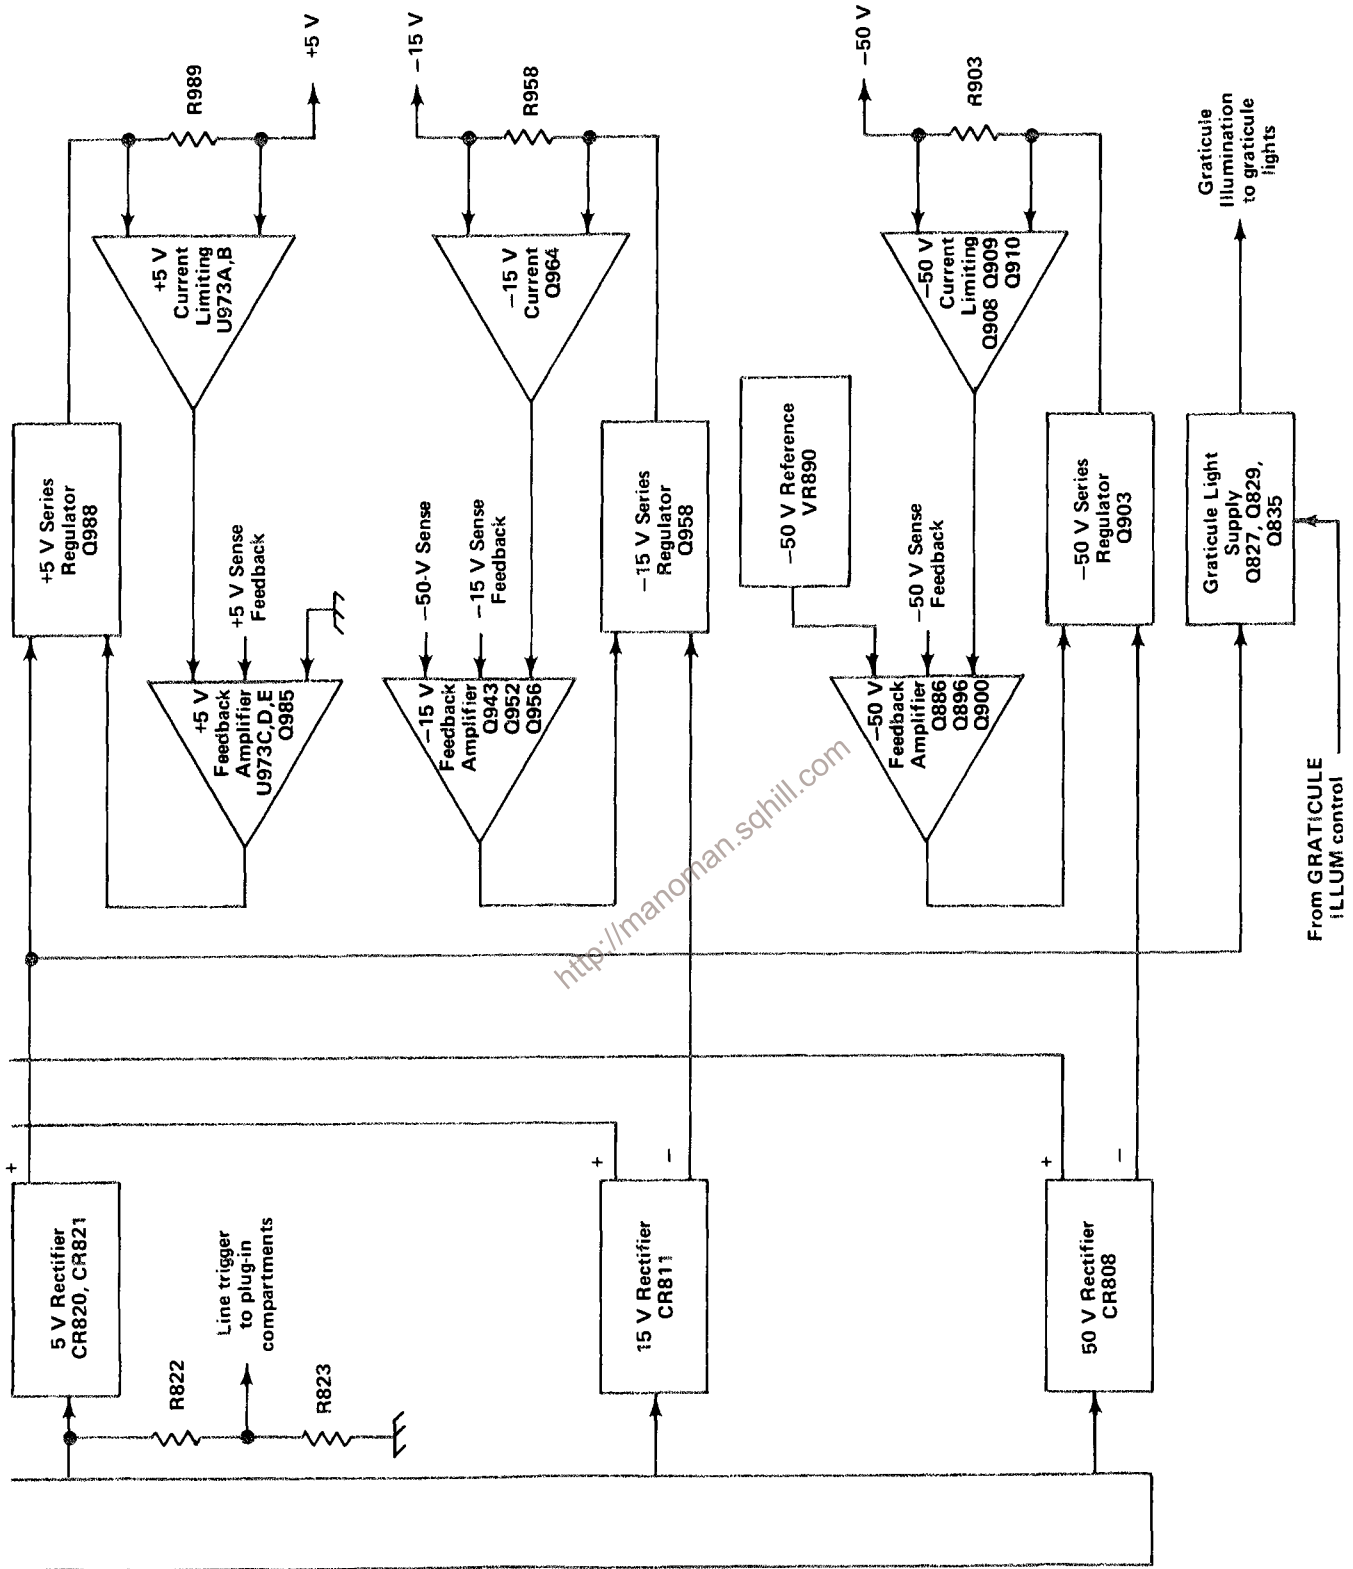 5 V Rectifier
CR820, CR821
+
+5 V Series
Regulator
Q988
R989
+5 V
+5 V
Current
Limiting
U973A,B
+5 V
Feedback
Amplifier
U973C,D,E
Q985
+5 V Sense
Feedback
R822
R823
Line trigger
to plug-in
compartments
−15 V
R958
−15 V
Current
Q964
−50-V Sense
−15 V Sense
Feedback
−15 V
Feedback
Amplifier
Q943
Q952
Q956
15 V Rectifier
CR811
+
−
−15 V Series
Regulator
Q958
−50 V Reference
VR890
−50 V
R903
−50 V
Current
Limiting
Q908 Q909
Q910
−50 V Sense
Feedback
−50 V
Feedback
Amplifier
Q886
Q896
Q900
50 V Rectifier
CR808
+
−
−50 V Series
Regulator
Q903
Graticule Light
Supply
Q827, Q829,
Q835
Graticule
Illumination
to graticule
lights
From GRATICULE
ILLUM control
http://manoman.sqhill.com